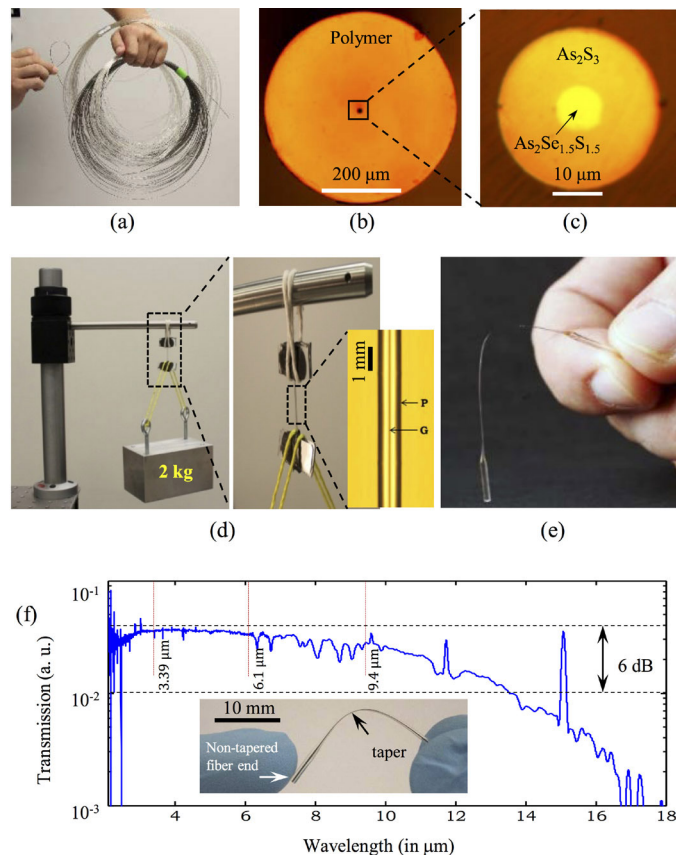 Polymer
200 μm
As₂S₃
As₂Se₁.₅S₁.₅
10 μm
(a)
(b)
(c)
2 kg
1 mm
P
G
(d)
(e)
(f)
10⁻¹
10⁻²
10⁻³
Transmission (a. u.)
3.39 μm
6.1 μm
9.4 μm
6 dB
10 mm
Non-tapered
fiber end
taper
4 6 8 10 12 14 16 18
Wavelength (in μm)